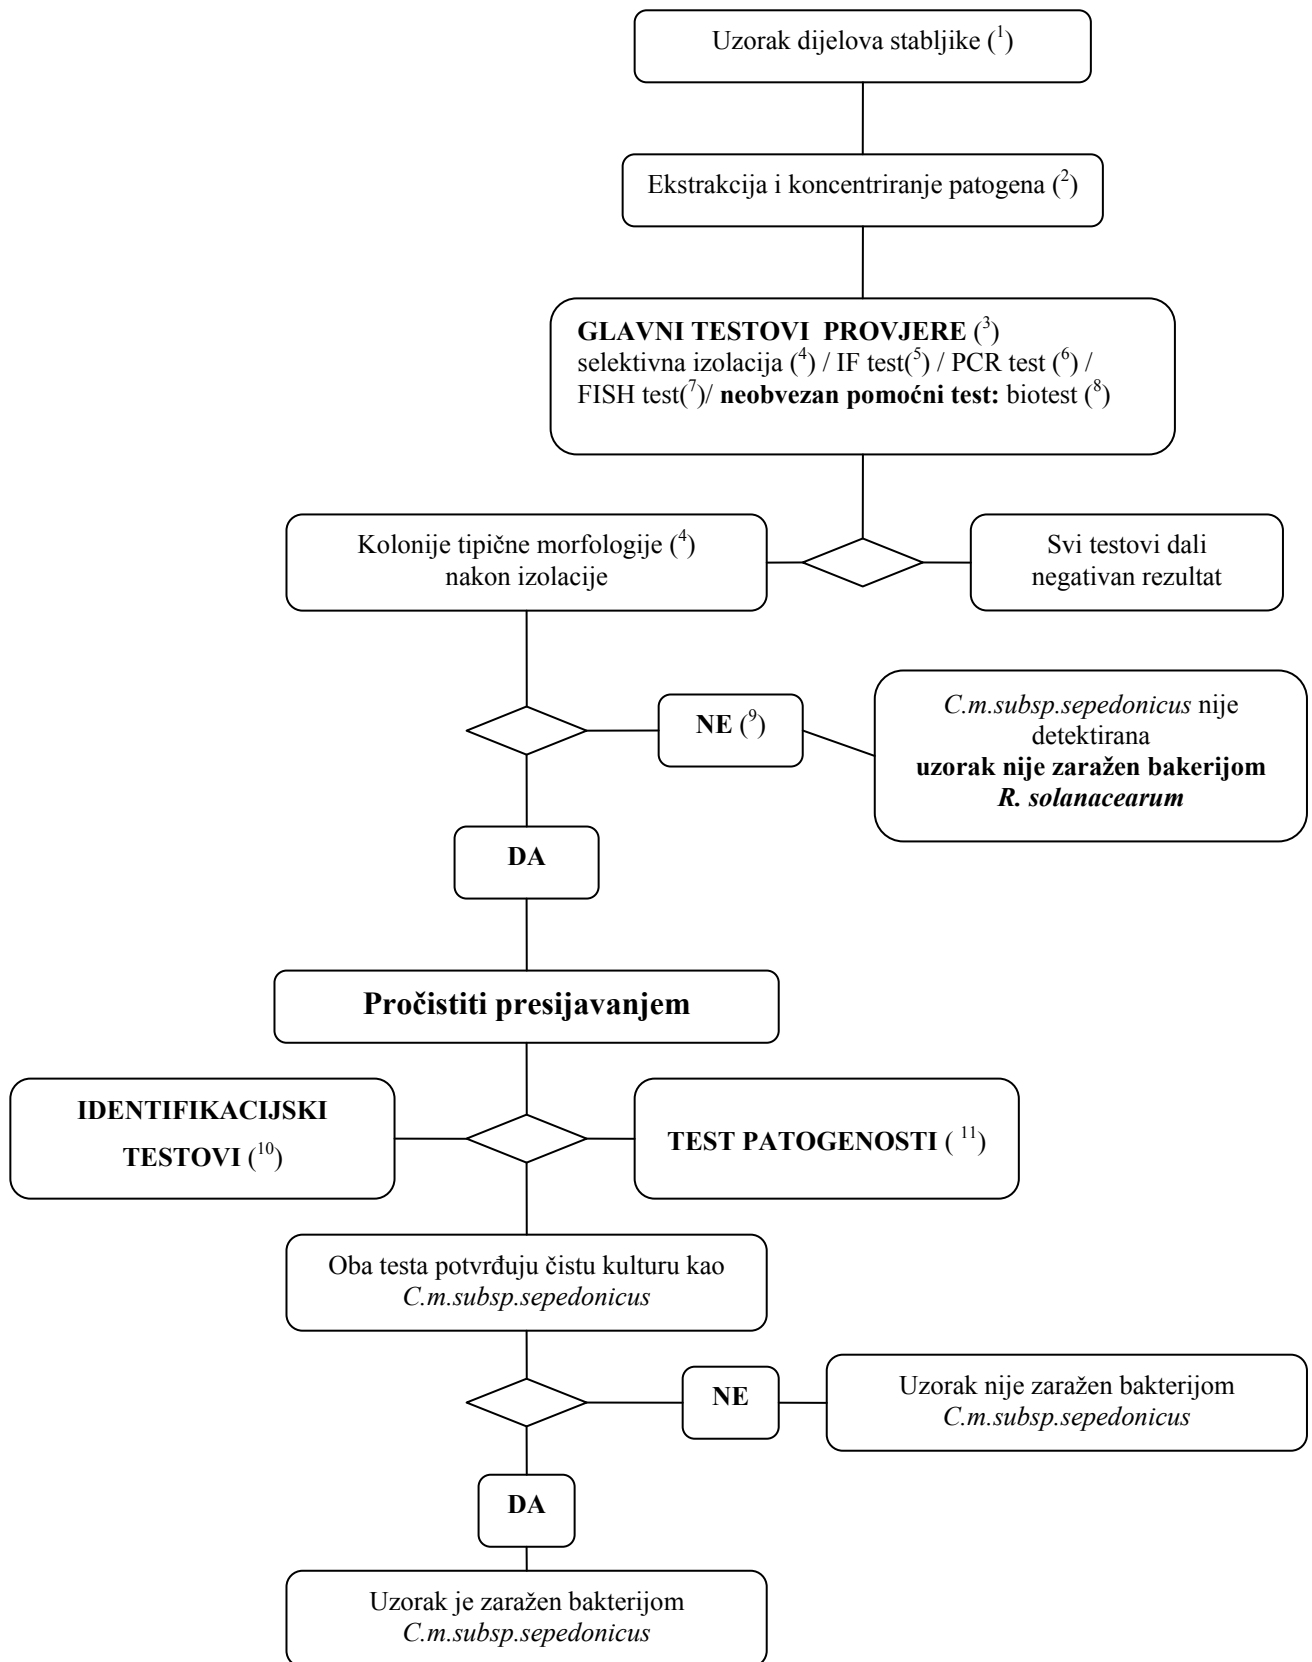 Uzorak dijelova stabljike (¹)
Ekstrakcija i koncentriranje patogena (²)
GLAVNI TESTOVI PROVJERE (³)
selektivna izolacija (⁴) / IF test(⁵) / PCR test (⁶) /
FISH test(⁷)/ neobvezan pomoćni test: biotest (⁸)
Kolonije tipične morfologije (⁴)
nakon izolacije
Svi testovi dali
negativan rezultat
NE (⁹)
C.m.subsp.sepedonicus nije
detektirana
uzorak nije zaražen bakerijom
R. solanacearum
DA
Pročistiti presijavanjem
IDENTIFIKACIJSKI
TESTOVI (¹⁰)
TEST PATOGENOSTI ( ¹¹)
Oba testa potvrđuju čistu kulturu kao
C.m.subsp.sepedonicus
NE
Uzorak nije zaražen bakterijom
C.m.subsp.sepedonicus
DA
Uzorak je zaražen bakterijom
C.m.subsp.sepedonicus